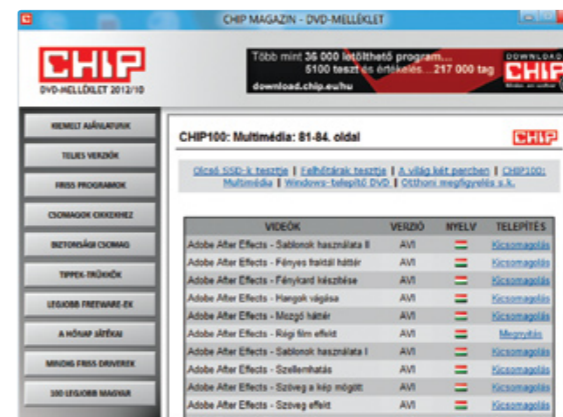 CHIP MAGAZIN - DVD-MELLÉKLET
CHIP
DVD-MELLÉKLET 2012/10
Több mint 36 000 letölthető program...
5100 teszt és értékelés... 217 000 tag
download.chip.eu/hu
DOWNLOAD
CHIP
KIEMELT AJÁNLATUNK
TELJES VERZIÓK
FRISS PROGRAMOK
CSOMAGOK CIKKEKHEZ
BIZTONSÁGI CSOMAG
TIPPEK-TRÜKKÖK
LEGJOBB FREEWARE-EK
A HÓNAP JÁTÉKAI
MINDIG FRISS DRIVEREK
100 LEGJOBB MAGYAR
CHIP100: Multimédia: 81-84. oldal
CHIP
Olcsó SSD-k tesztje | Felhőtárak tesztje | A világ két percben | CHIP100:
Multimédia | Windows-telepítő DVD | Otthoni megfigyelés s.k.
VIDEÓK VERZIÓ NYELV TELEPÍTÉS
Adobe After Effects - Sablonok használata II AVI Kicsomagolás
Adobe After Effects - Fényes fraktál háttér AVI Kicsomagolás
Adobe After Effects - Fénykard készítése AVI Kicsomagolás
Adobe After Effects - Hangok vágása AVI Kicsomagolás
Adobe After Effects - Mozgó háttér AVI Kicsomagolás
Adobe After Effects - Régi film effekt AVI Megnyitás
Adobe After Effects - Sablonok használata I AVI Kicsomagolás
Adobe After Effects - Szellemhatás AVI Kicsomagolás
Adobe After Effects - Szöveg a kép mögött AVI Kicsomagolás
Adobe After Effects - Szöveg effekt AVI Kicsomagolás